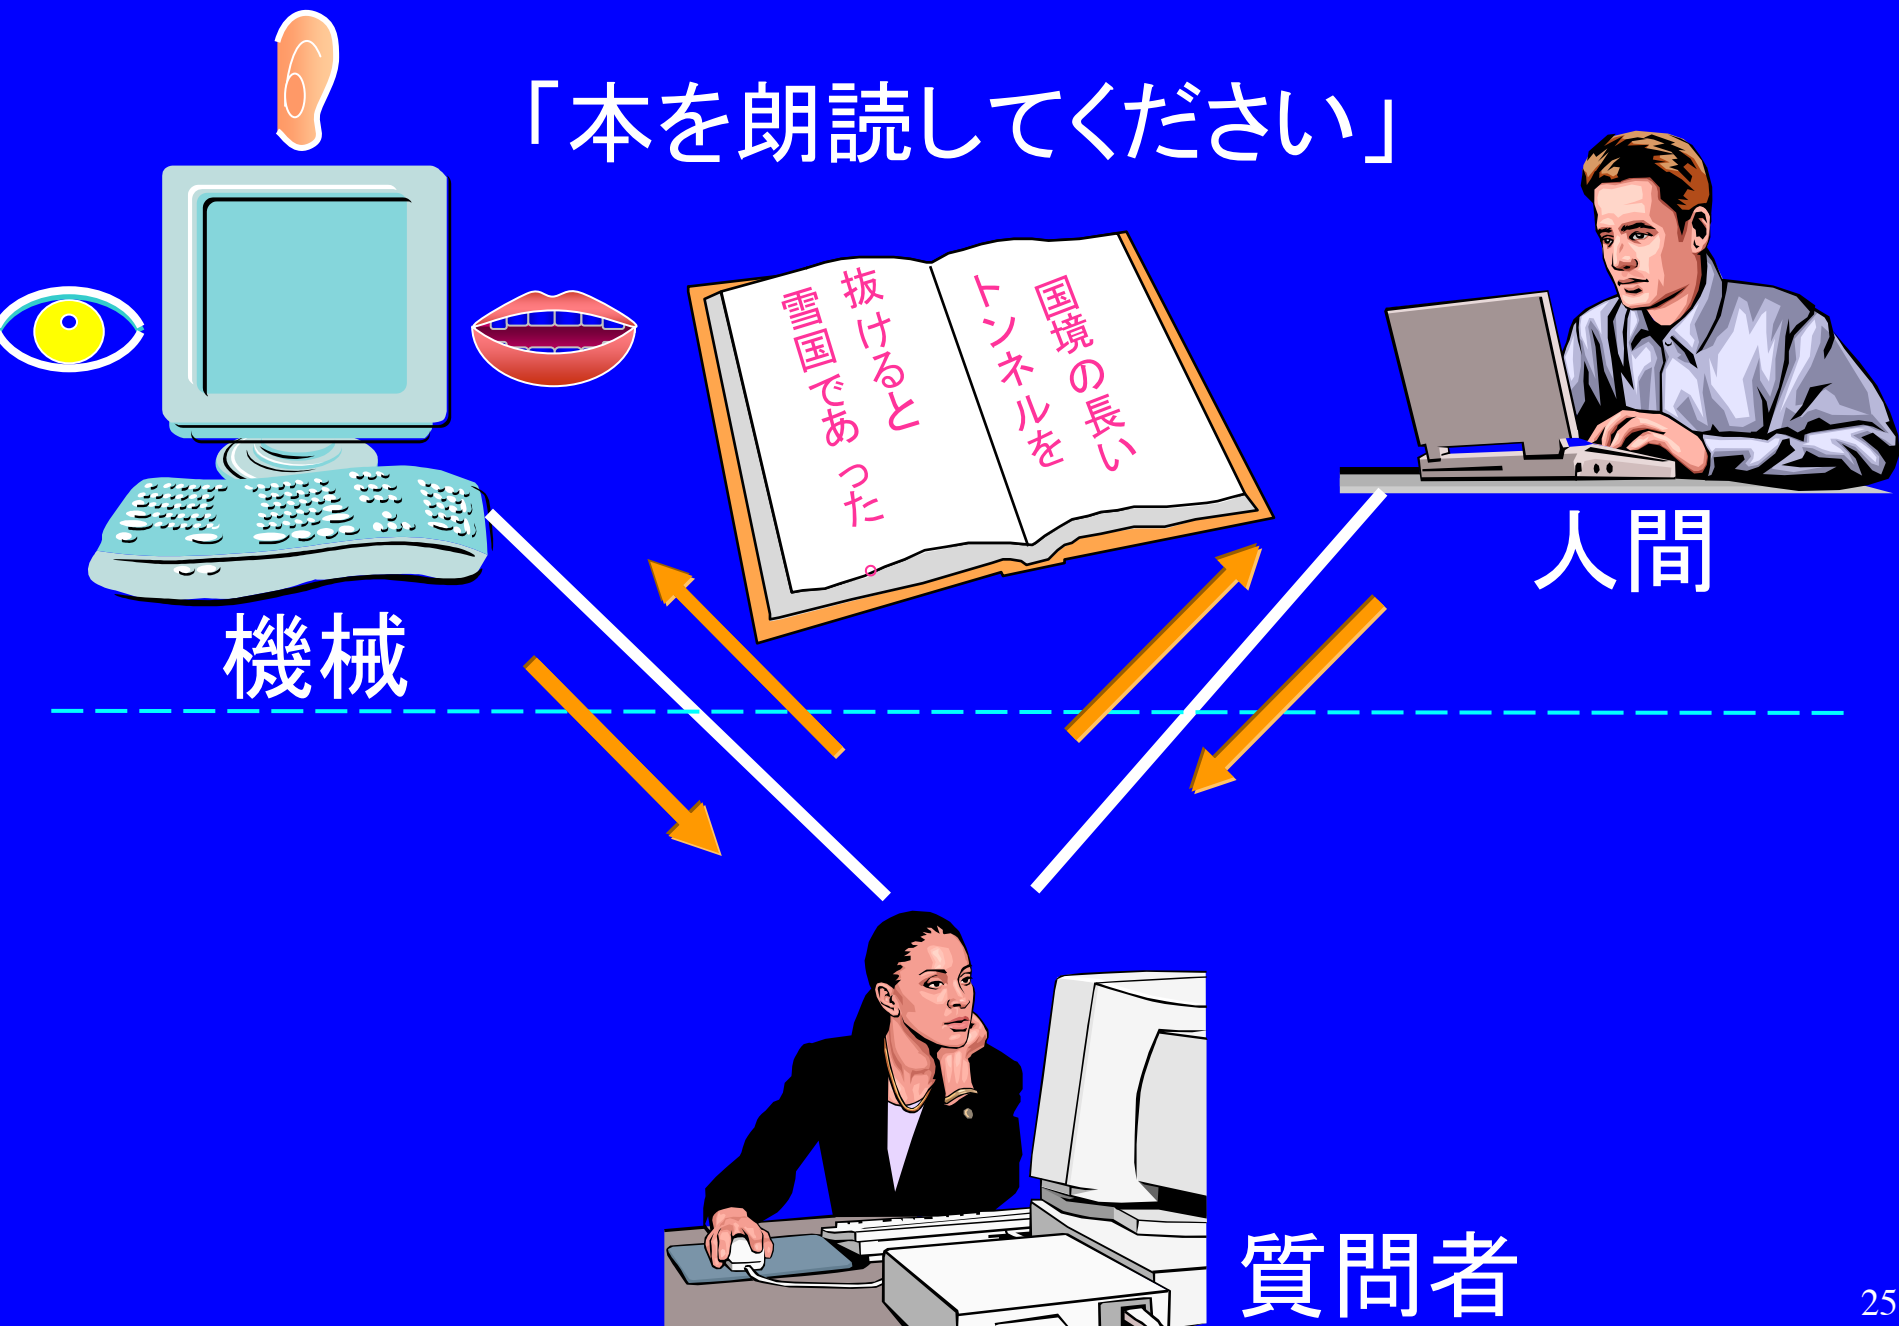 「本を朗読してください」
国境の長い
トンネルを
抜けると
雪国であった。
人間
機械
質問者
25